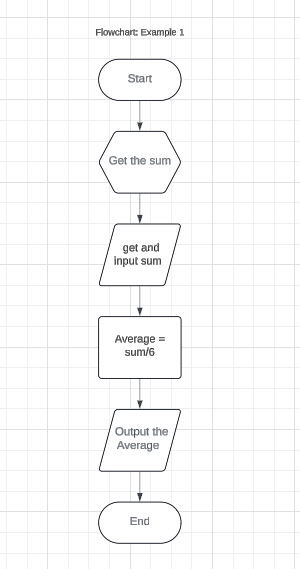 Flowchart: Example 1
Start
Get the sum
get and
input sum
Average =
sum/6
Output the
Average
End